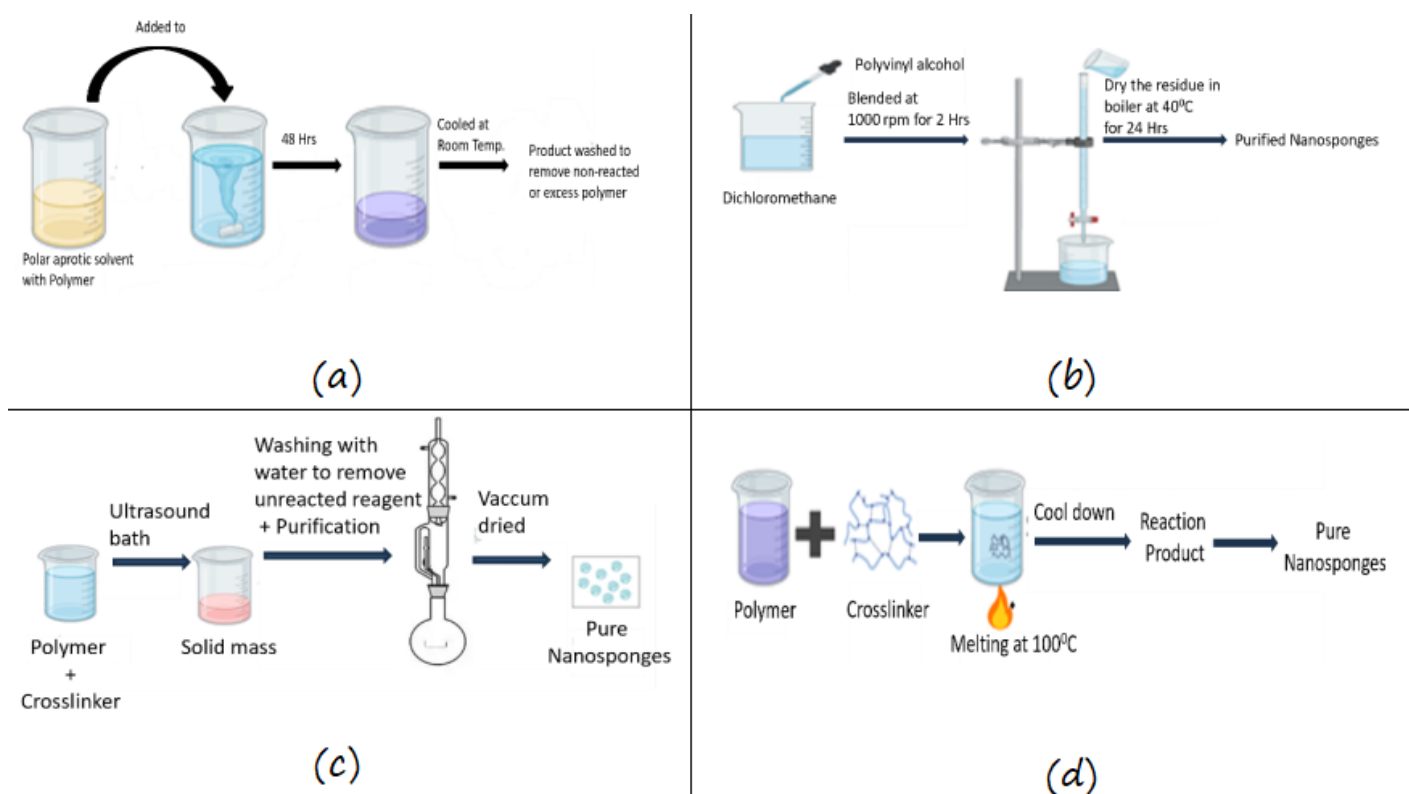 Added to
48 Hrs
Cooled at
Room Temp.
Product washed to
remove non-reacted
or excess polymer
Polar aprotic solvent
with Polymer
(a)
Polyvinyl alcohol
Blended at
1000 rpm for 2 Hrs
Dichloromethane
Dry the residue in
boiler at 40⁰C
for 24 Hrs
Purified Nanosponges
(b)
Polymer
+
Crosslinker
Ultrasound
bath
Solid mass
Washing with
water to remove
unreacted reagent
+ Purification
Vaccum
dried
Pure
Nanosponges
(c)
Polymer
Crosslinker
Melting at 100⁰C
Cool down
Reaction
Product
Pure
Nanosponges
(d)